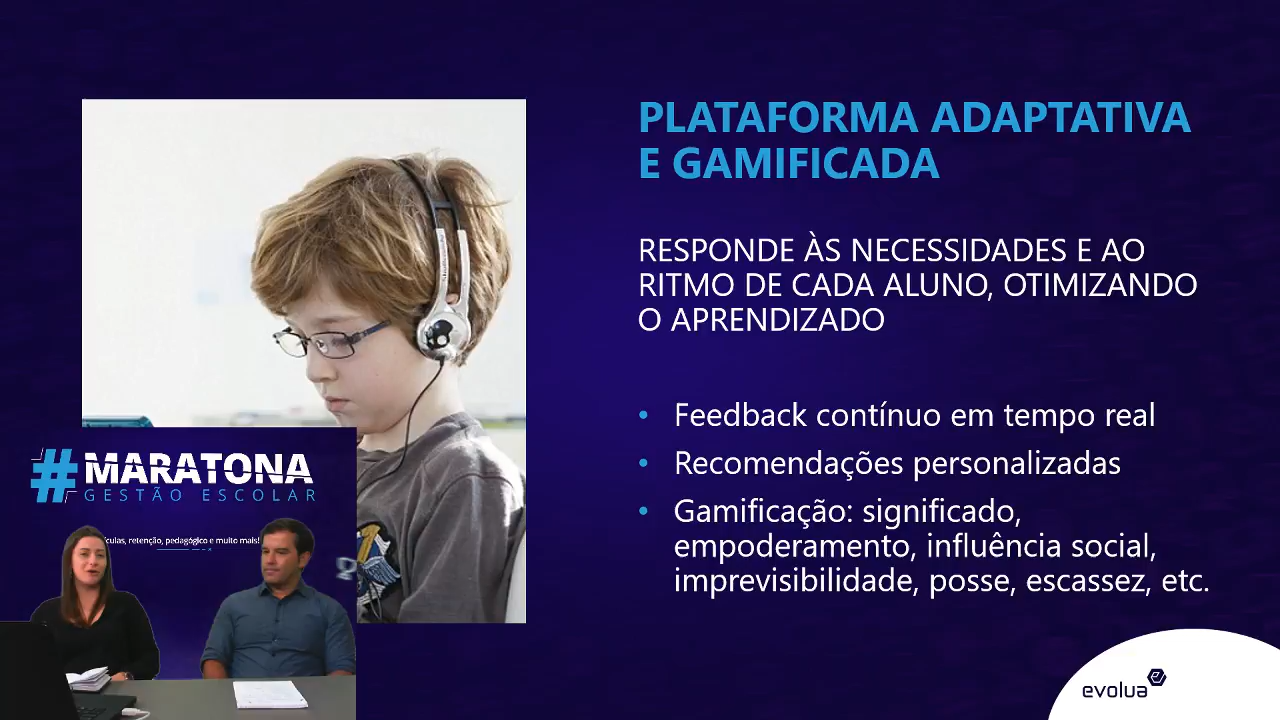 PLATAFORMA ADAPTATIVA
E GAMIFICADA
RESPONDE ÀS NECESSIDADES E AO
RITMO DE CADA ALUNO, OTIMIZANDO
O APRENDIZADO
• Feedback contínuo em tempo real
• Recomendações personalizadas
• Gamificação: significado,
empoderamento, influência social,
imprevisibilidade, posse, escassez, etc.
#MARATONA
GESTÃO ESCOLAR
retenção, pedagógico e muito mais!
evolua